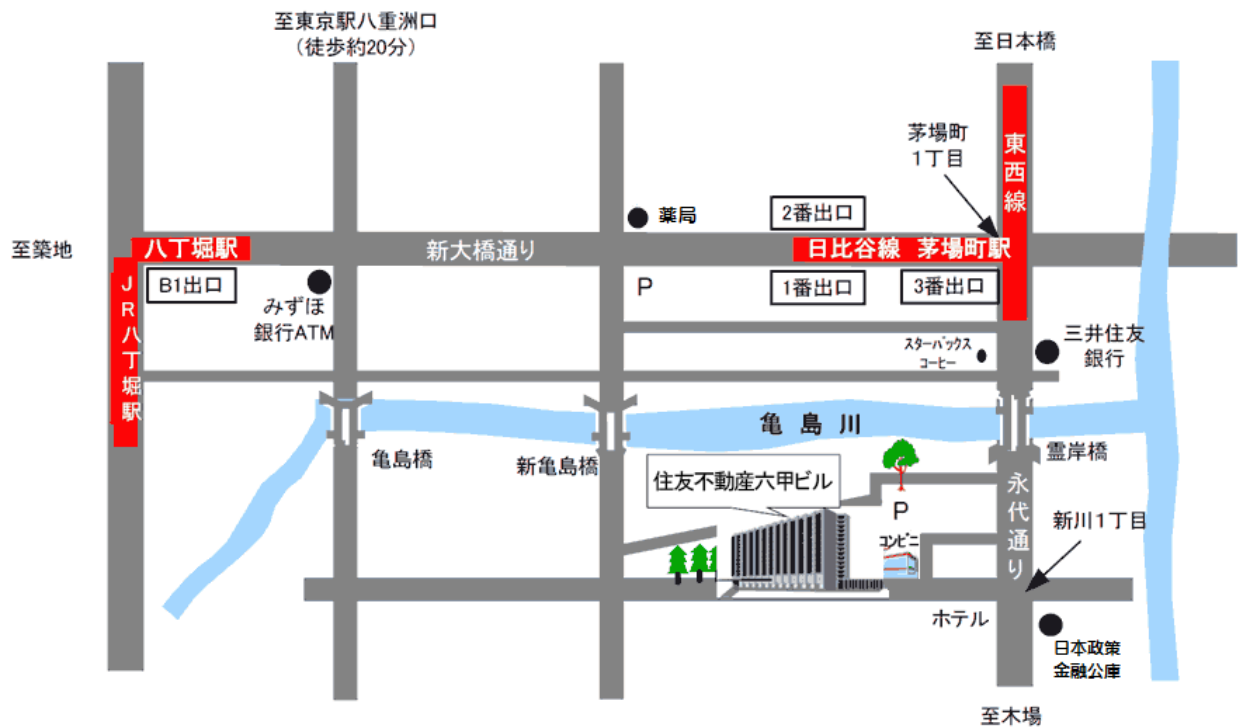 至東京駅八重洲口
（徒歩約20分）
至日本橋
茅場町
１丁目
東西線
薬局
2番出口
至築地
八丁堀駅
新大橋通り
日比谷線 茅場町駅
JR八丁堀駅
B1出口
みずほ
銀行ATM
P
1番出口
3番出口
スターバックス
コーヒー
三井住友
銀行
亀島川
亀島橋
新亀島橋
霊岸橋
住友不動産六甲ビル
P
コンビニ
永代通り
新川１丁目
ホテル
日本政策
金融公庫
至木場